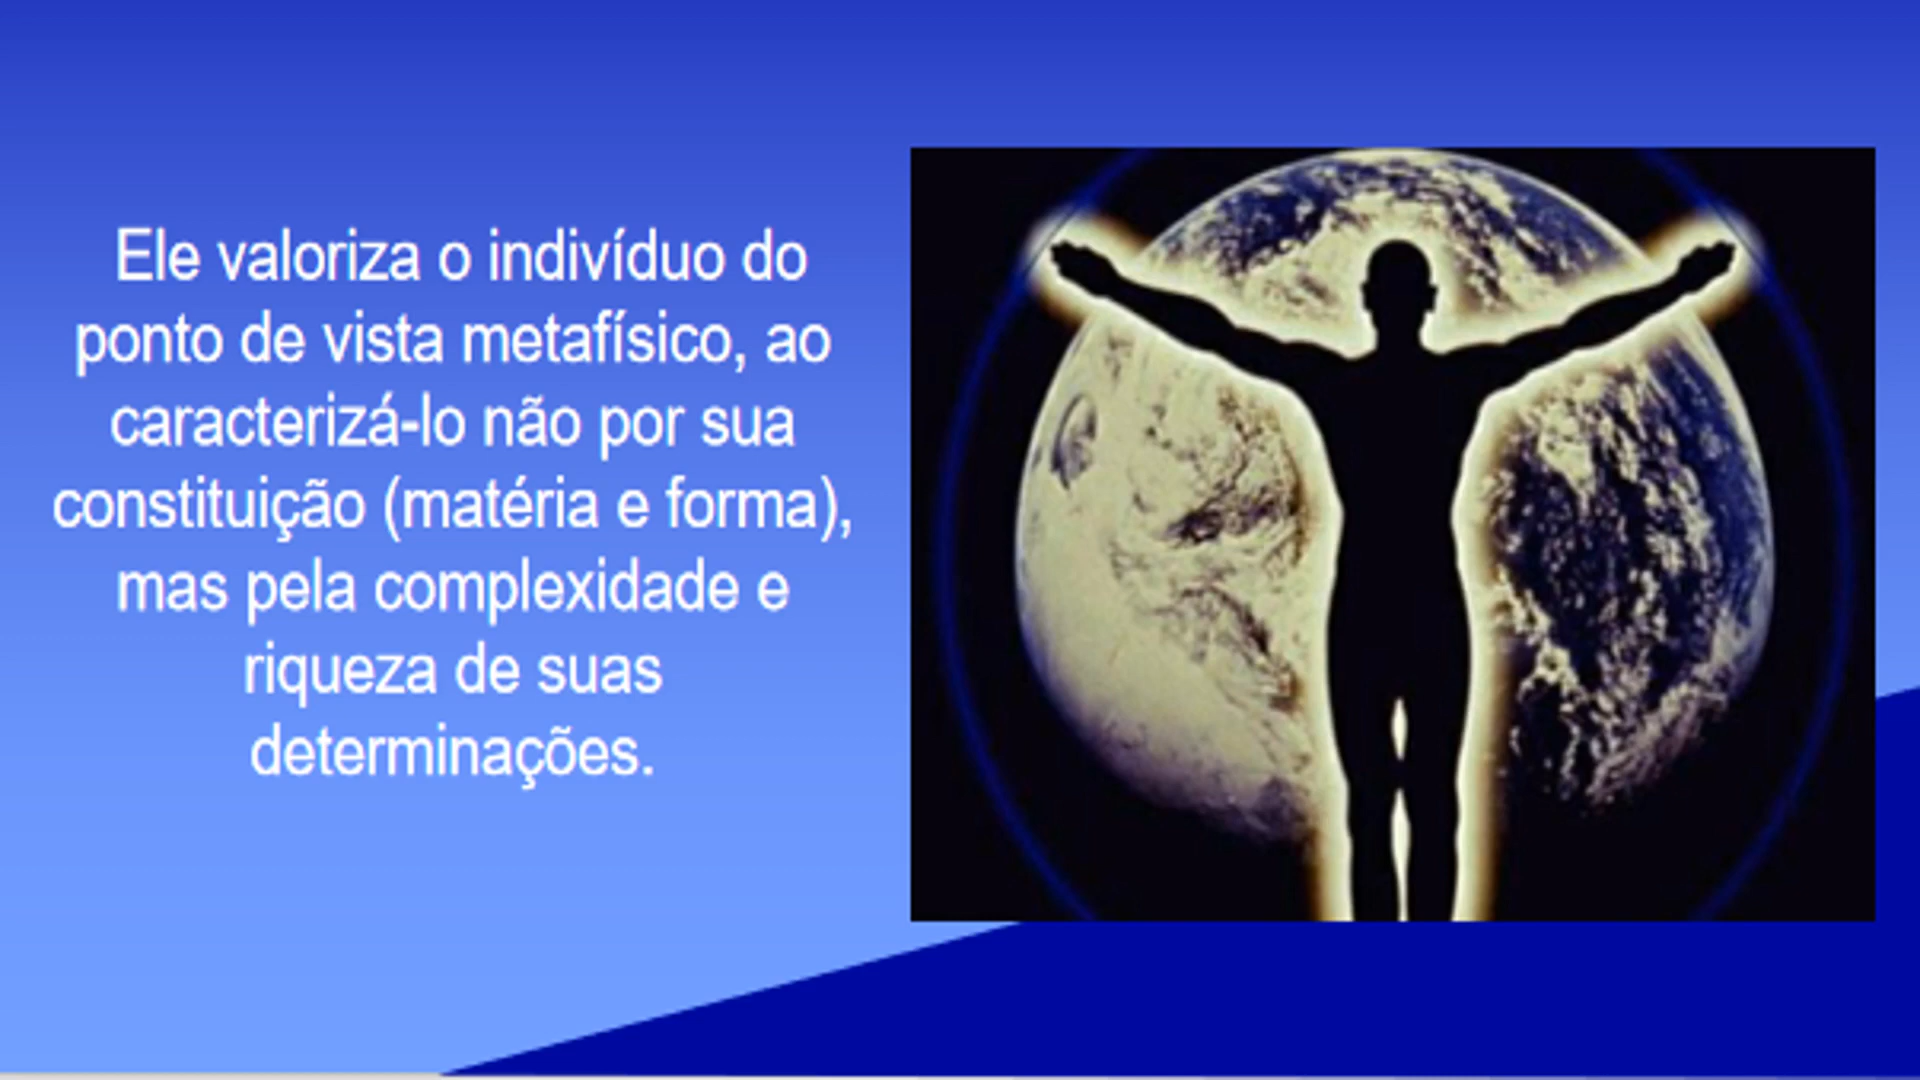 Ele valoriza o indivíduo do
ponto de vista metafísico, ao
caracterizá-lo não por sua
constituição (matéria e forma),
mas pela complexidade e
riqueza de suas
determinações.